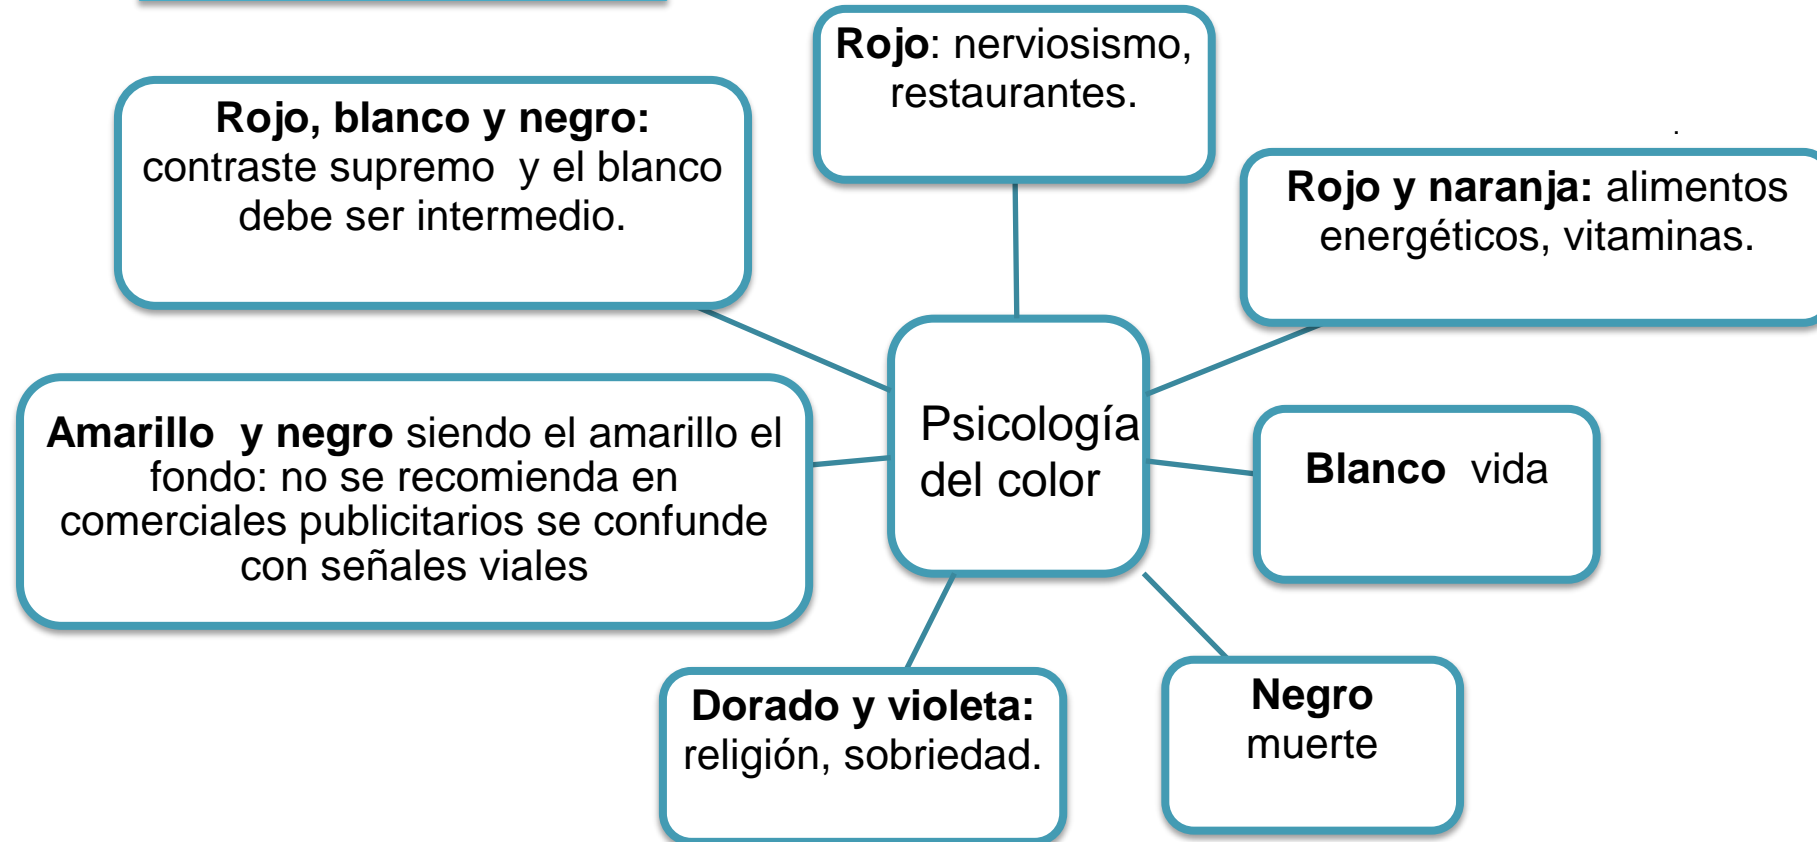 Rojo: nerviosismo,
restaurantes.
Rojo, blanco y negro:
contraste supremo  y el blanco
debe ser intermedio.
.
Rojo y naranja: alimentos
energéticos, vitaminas.
Psicología
del color
Amarillo  y negro siendo el amarillo el
fondo: no se recomienda en
comerciales publicitarios se confunde
con señales viales
Blanco  vida
Dorado y violeta:
religión, sobriedad.
Negro
muerte